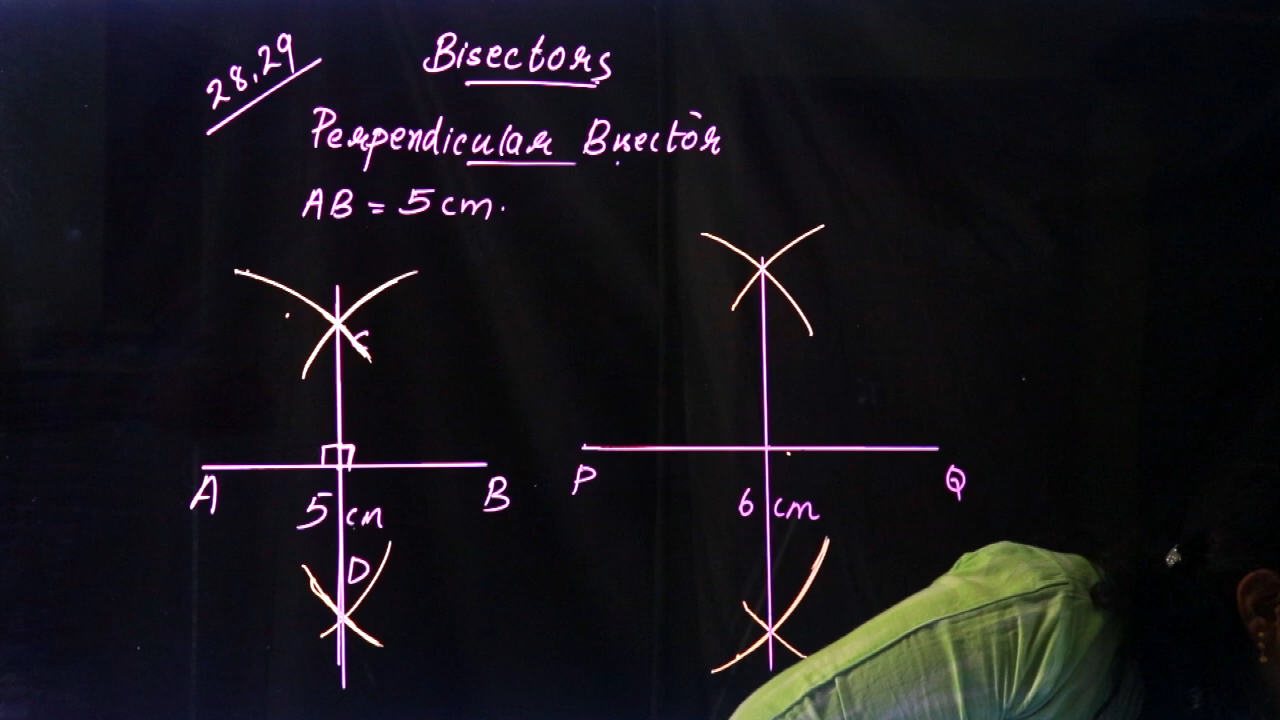 28,29
Bisectors
Perpendicular Bisector
AB = 5 cm.
C
A
B
5 cm
D
P
Q
6 cm